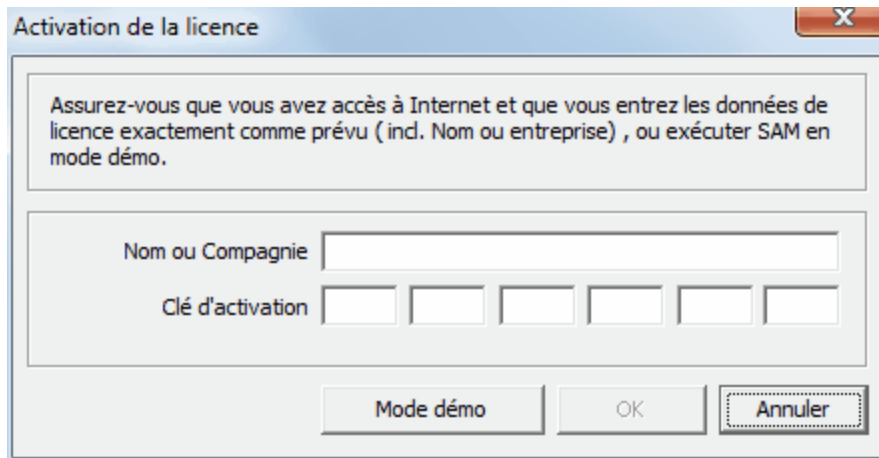 Activation de la licence
Assurez-vous que vous avez accès à Internet et que vous entrez les données de
licence exactement comme prévu ( incl. Nom ou entreprise) , ou exécuter SAM en
mode démo.
Nom ou Compagnie
Clé d'activation
Mode démo OK Annuler